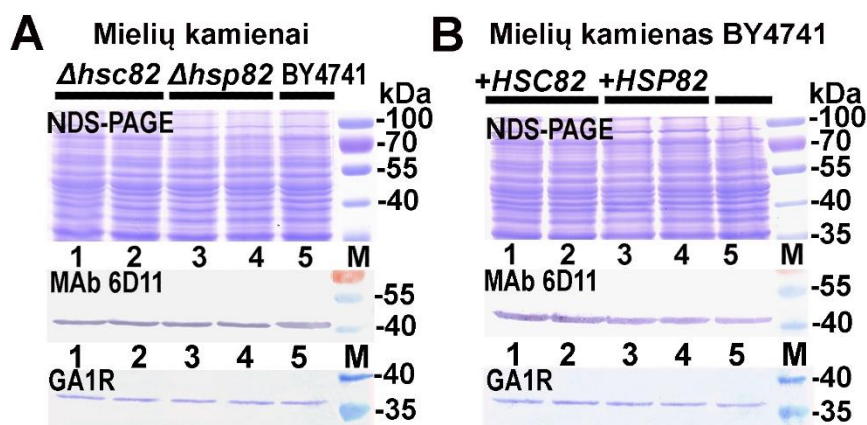 A Mielių kamienai
Δhsc82 Δhsp82 BY4741
kDa
NDS-PAGE
-100
-70
-55
-40
1 2 3 4 5 M
MAb 6D11
-55
-40
1 2 3 4 5 M
GA1R
-40
-35
B Mielių kamienas BY4741
+HSC82 +HSP82
kDa
NDS-PAGE
-100
-70
-55
-40
-35
1 2 3 4 5 M
MAb 6D11
-55
-40
1 2 3 4 5 M
GA1R
-40
-35